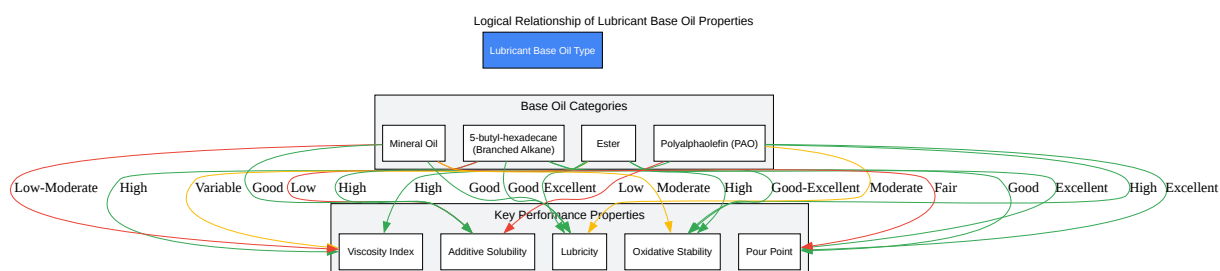 Logical Relationship of Lubricant Base Oil Properties
Lubricant Base Oil Type
Base Oil Categories
Mineral Oil
5-butyl-hexadecane
(Branched Alkane)
Ester
Polyalphaolefin (PAO)
Low-Moderate
High
Variable
Good
Low
High
High
Good
Good
Excellent
Low
Moderate
High
Good-Excellent
Moderate
Fair
Good
Excellent
High
Excellent
Key Performance Properties
Viscosity Index
Additive Solubility
Lubricity
Oxidative Stability
Pour Point